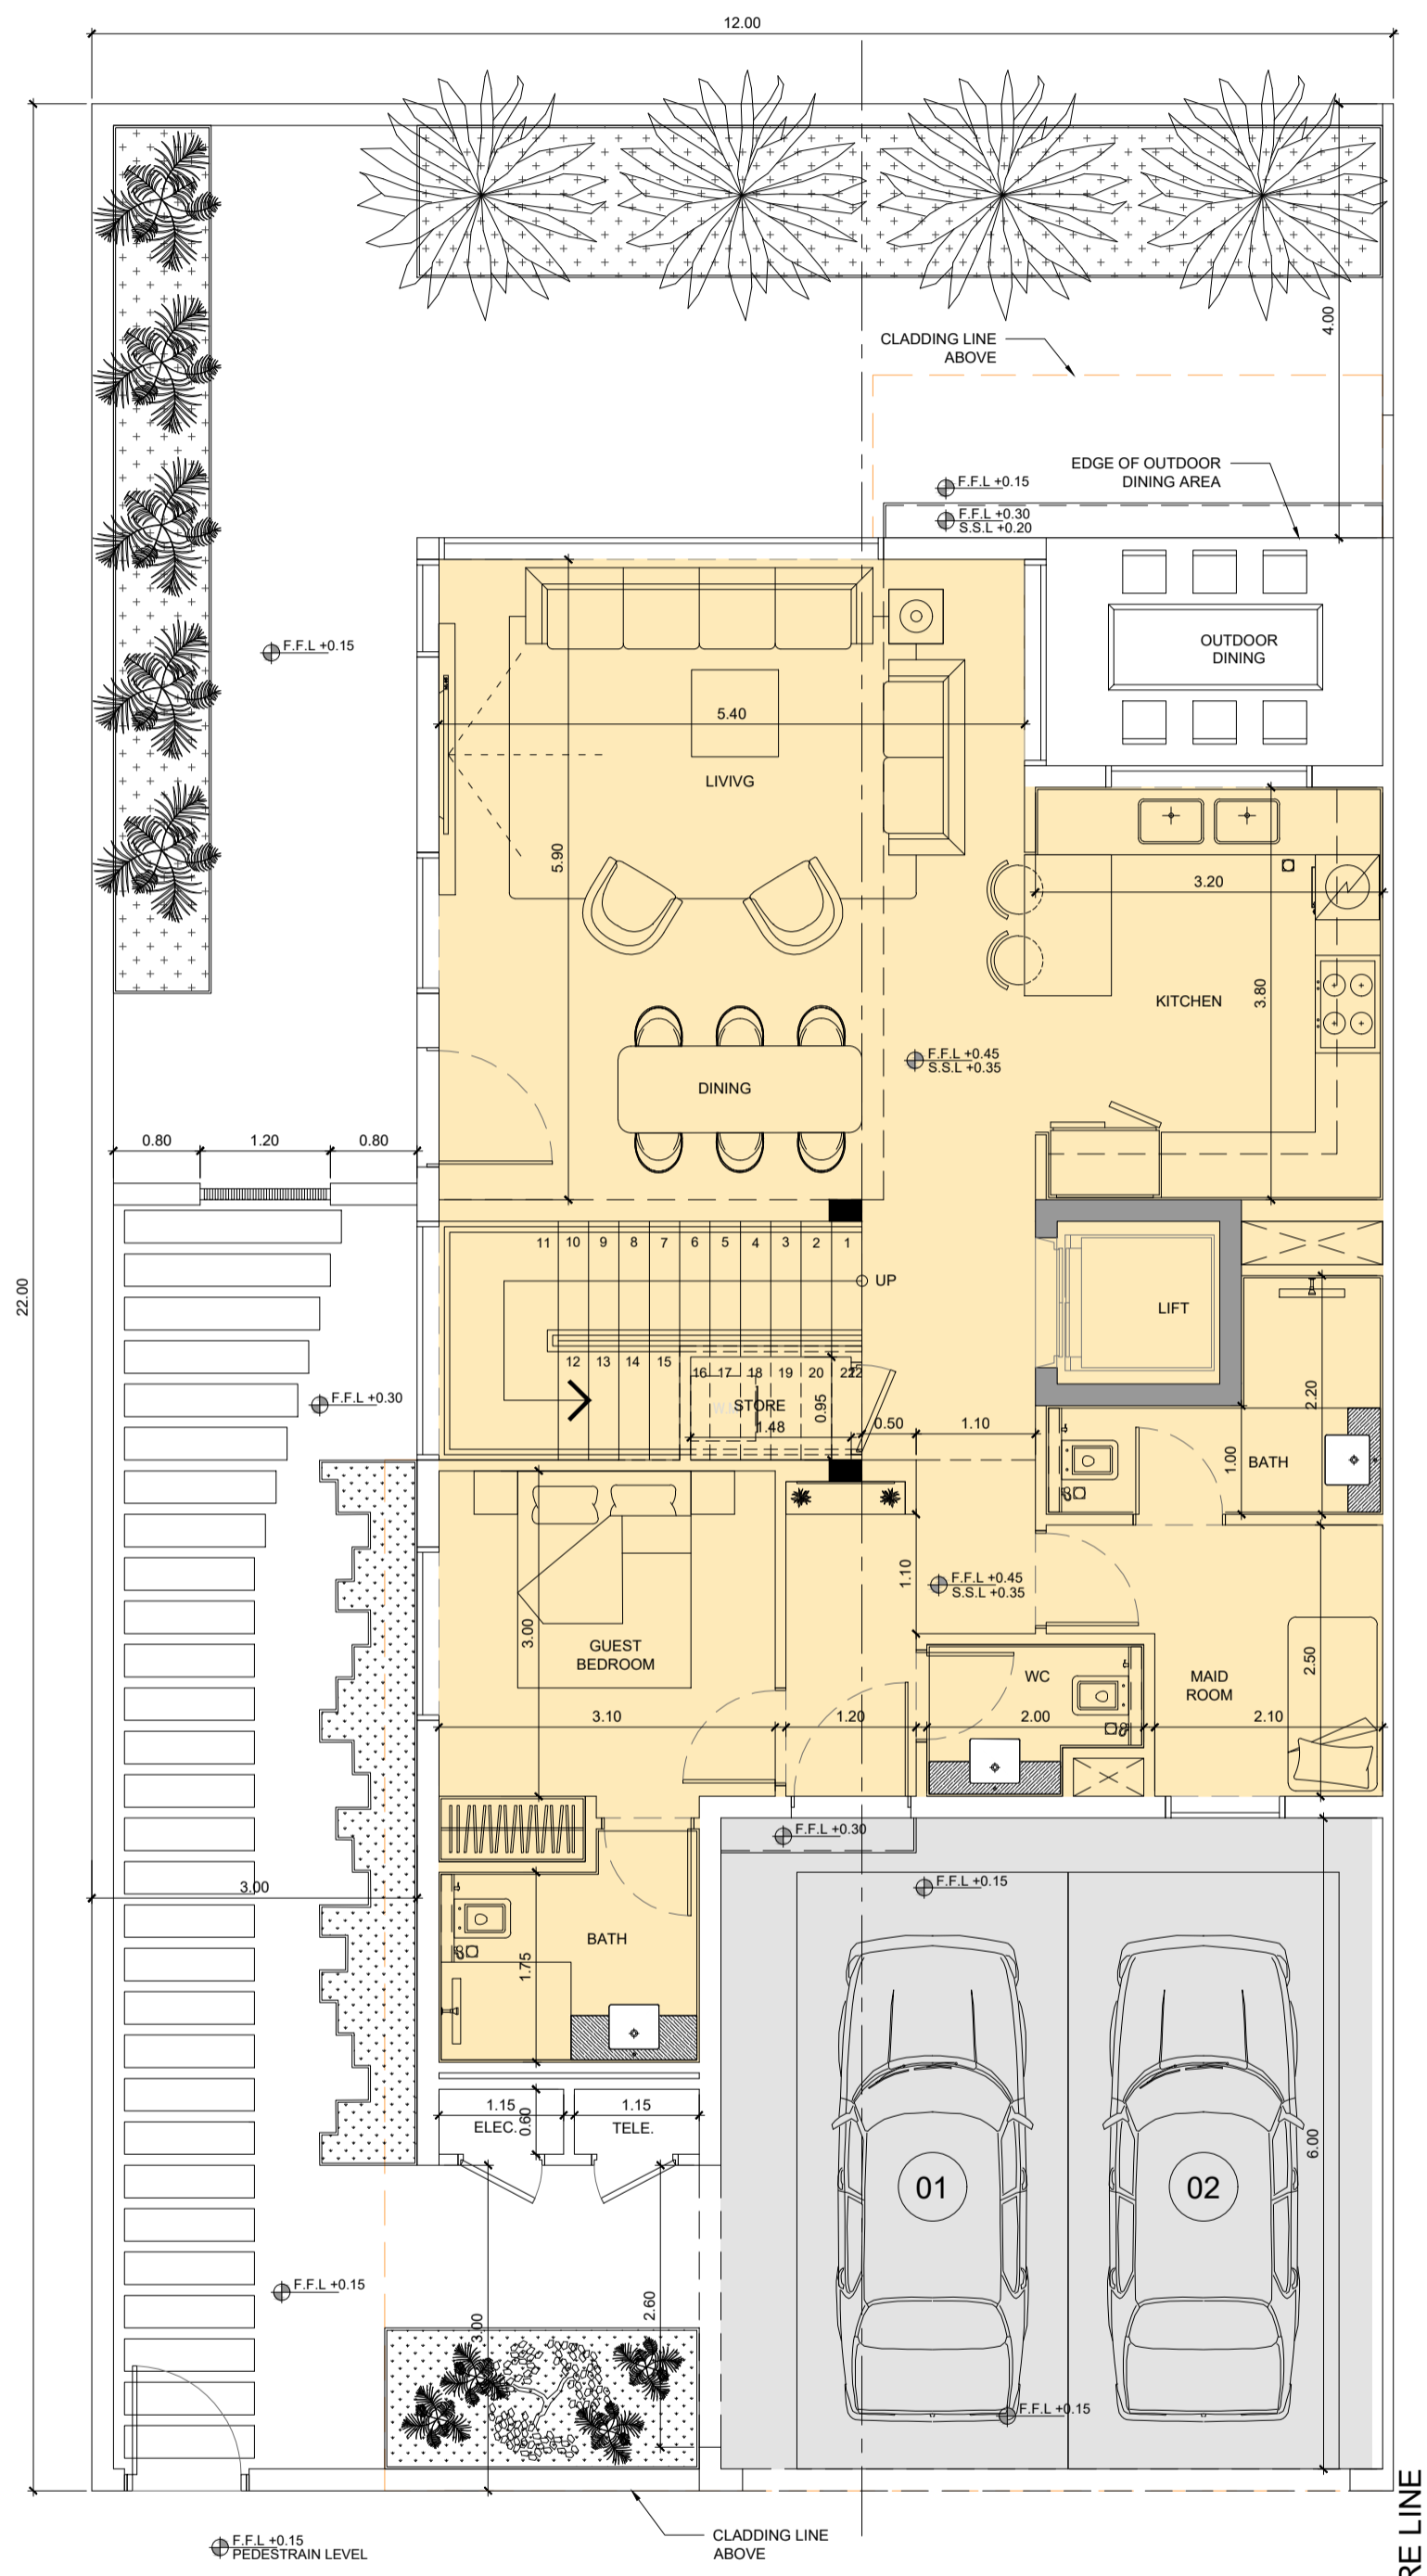 12.00
4.00
CLADDING LINE
ABOVE
EDGE OF OUTDOOR
DINING AREA
F.F.L +0.15
F.F.L +0.30
S.S.L +0.20
F.F.L +0.15
OUTDOOR
DINING
5.40
LIVIVG
5.90
3.20
KITCHEN
3.80
F.F.L +0.45
S.S.L +0.35
DINING
0.80
1.20
0.80
22.00
11 10 9 8 7 6 5 4 3 2 1
UP
LIFT
12 13 14 15 16 17 18 19 20 21 22
STORE
0.95
1.48
0.50
1.10
2.20
1.00
BATH
F.F.L +0.30
1.10
F.F.L +0.45
S.S.L +0.35
3.00
GUEST
BEDROOM
WC
MAID
ROOM
2.50
3.10
1.20
2.00
2.10
F.F.L +0.30
F.F.L +0.15
3.00
BATH
1.75
1.15
1.15
ELEC.
0.60
TELE.
6.00
01
02
F.F.L +0.15
3.00
2.60
F.F.L +0.15
F.F.L +0.15
PEDESTRAIN LEVEL
CLADDING LINE
ABOVE
RE LINE